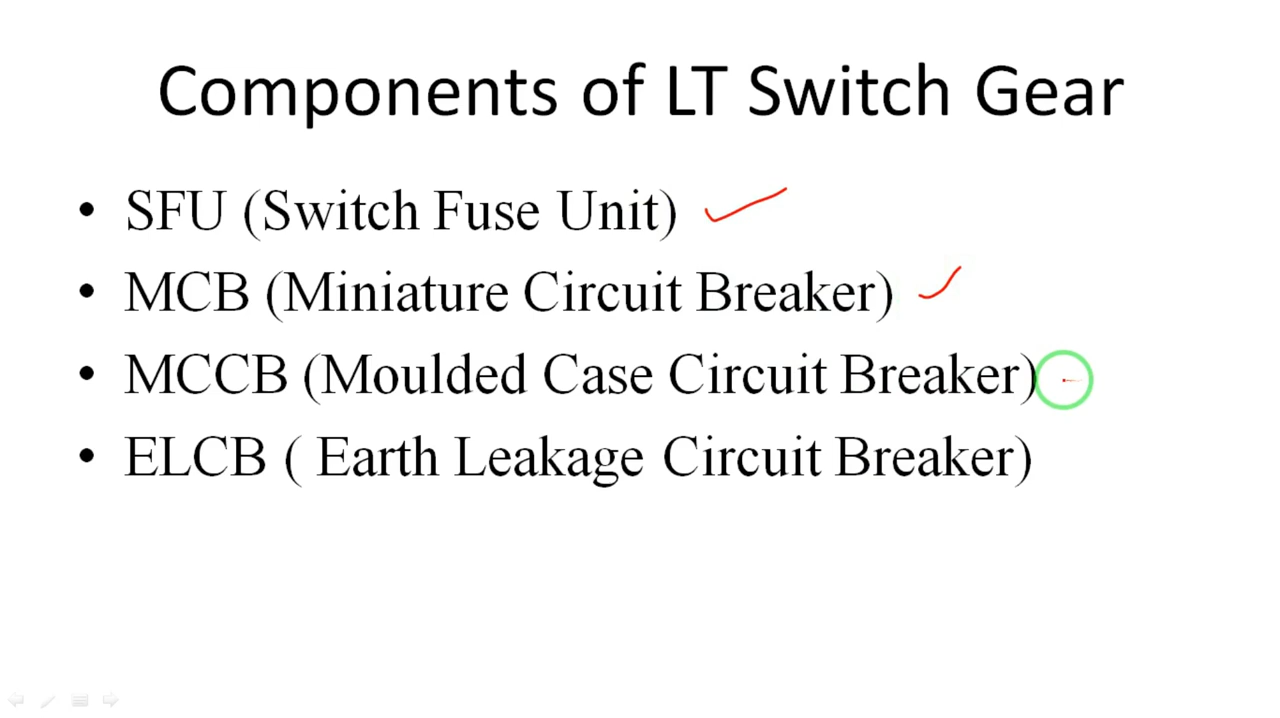 Components of LT Switch Gear
• SFU (Switch Fuse Unit)
• MCB (Miniature Circuit Breaker)
• MCCB (Moulded Case Circuit Breaker)
• ELCB ( Earth Leakage Circuit Breaker)